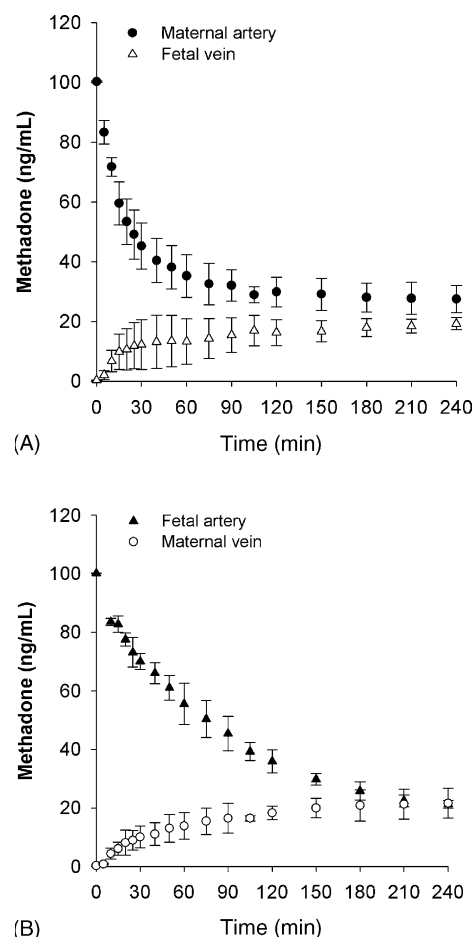 120
Maternal artery
Fetal vein
100
80
60
40
20
0
Methadone (ng/mL)
0 30 60 90 120 150 180 210 240
(A)
Time (min)
120
Fetal artery
Maternal vein
100
80
60
40
20
0
Methadone (ng/mL)
0 30 60 90 120 150 180 210 240
(B)
Time (min)